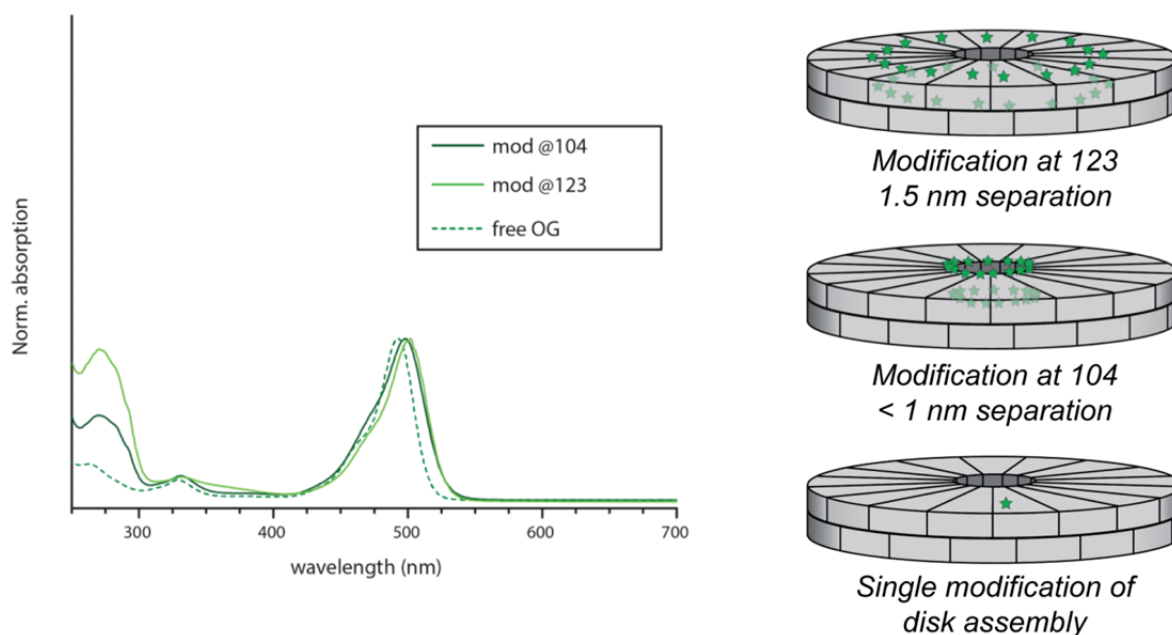 Norm. absorption
mod @104
mod @123
free OG
300
400
500
600
700
wavelength (nm)
Modification at 123
1.5 nm separation
Modification at 104
< 1 nm separation
Single modification of
disk assembly